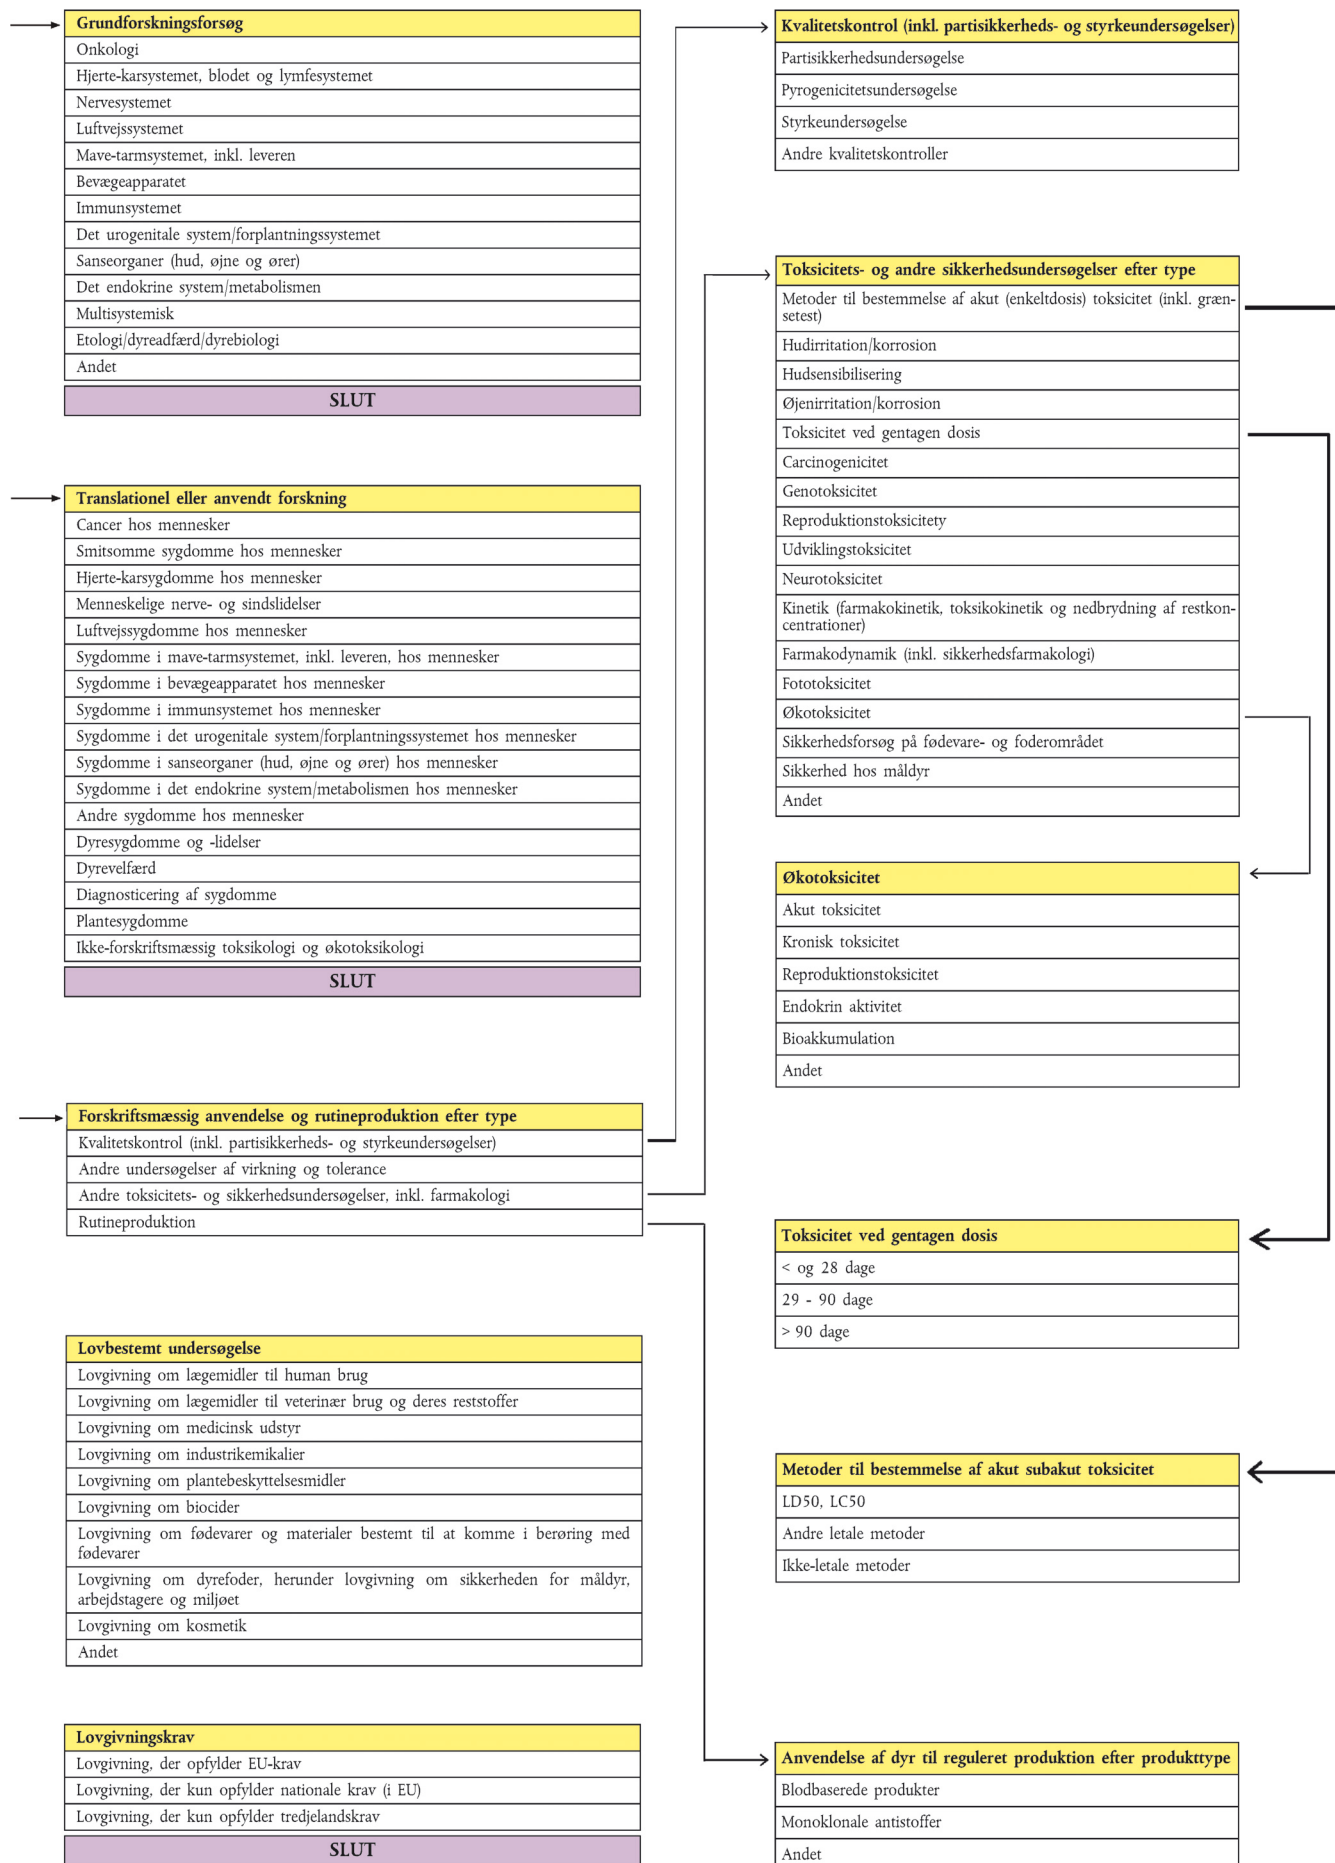 Grundforskningsforsøg
Onkologi
Hjerte-karsystemet, blodet og lymfesystemet
Nervesystemet
Luftvejssystemet
Mave-tarmsystemet, inkl. leveren
Bevægeapparatet
Immunsystemet
Det urogenitale system/forplantningssystemet
Sanseorganer (hud, øjne og ører)
Det endokrine system/metabolismen
Multisystemisk
Etologi/dyreadfærd/dyrebiologi
Andet
SLUT
Translationel eller anvendt forskning
Cancer hos mennesker
Smitsomme sygdomme hos mennesker
Hjerte-karsygdomme hos mennesker
Menneskelige nerve- og sindslidelser
Luftvejssygdomme hos mennesker
Sygdomme i mave-tarmsystemet, inkl. leveren, hos mennesker
Sygdomme i bevægeapparatet hos mennesker
Sygdomme i immunsystemet hos mennesker
Sygdomme i det urogenitale system/forplantningssystemet hos mennesker
Sygdomme i sanseorganer (hud, øjne og ører) hos mennesker
Sygdomme i det endokrine system/metabolismen hos mennesker
Andre sygdomme hos mennesker
Dyresygdomme og -lidelser
Dyrevelfærd
Diagnosticering af sygdomme
Plantesygdomme
Ikke-forskriftsmæssig toksikologi og økotoksikologi
SLUT
Forskriftsmæssig anvendelse og rutineproduktion efter type
Kvalitetskontrol (inkl. partisikkerheds- og styrkeundersøgelser)
Andre undersøgelser af virkning og tolerance
Andre toksicitets- og sikkerhedsundersøgelser, inkl. farmakologi
Rutineproduktion
Lovbestemt undersøgelse
Lovgivning om lægemidler til human brug
Lovgivning om lægemidler til veterinær brug og deres reststoffer
Lovgivning om medicinsk udstyr
Lovgivning om industrikemikalier
Lovgivning om plantebeskyttelsesmidler
Lovgivning om biocider
Lovgivning om fødevarer og materialer bestemt til at komme i berøring med
fødevarer
Lovgivning om dyrefoder, herunder lovgivning om sikkerheden for måldyr,
arbejdstagere og miljøet
Lovgivning om kosmetik
Andet
Lovgivningskrav
Lovgivning, der opfylder EU-krav
Lovgivning, der kun opfylder nationale krav (i EU)
Lovgivning, der kun opfylder tredjelandskrav
SLUT
Kvalitetskontrol (inkl. partisikkerheds- og styrkeundersøgelser)
Partisikkerhedsundersøgelse
Pyrogenicitetsundersøgelse
Styrkeundersøgelse
Andre kvalitetskontroller
Toksicitets- og andre sikkerhedsundersøgelser efter type
Metoder til bestemmelse af akut (enkeltdosis) toksicitet (inkl. græn-
setest)
Hudirritation/korrosion
Hudsensibilisering
Øjenirritation/korrosion
Toksicitet ved gentagen dosis
Carcinogenicitet
Genotoksicitet
Reproduktionstoksicitety
Udviklingstoksicitet
Neurotoksicitet
Kinetik (farmakokinetik, toksikokinetik og nedbrydning af restkon-
centrationer)
Farmakodynamik (inkl. sikkerhedsfarmakologi)
Fototoksicitet
Økotoksicitet
Sikkerhedsforsøg på fødevare- og foderområdet
Sikkerhed hos måldyr
Andet
Økotoksicitet
Akut toksicitet
Kronisk toksicitet
Reproduktionstoksicitet
Endokrin aktivitet
Bioakkumulation
Andet
Toksicitet ved gentagen dosis
< og 28 dage
29 - 90 dage
> 90 dage
Metoder til bestemmelse af akut subakut toksicitet
LD50, LC50
Andre letale metoder
Ikke-letale metoder
Anvendelse af dyr til reguleret produktion efter produkttype
Blodbaserede produkter
Monoklonale antistoffer
Andet